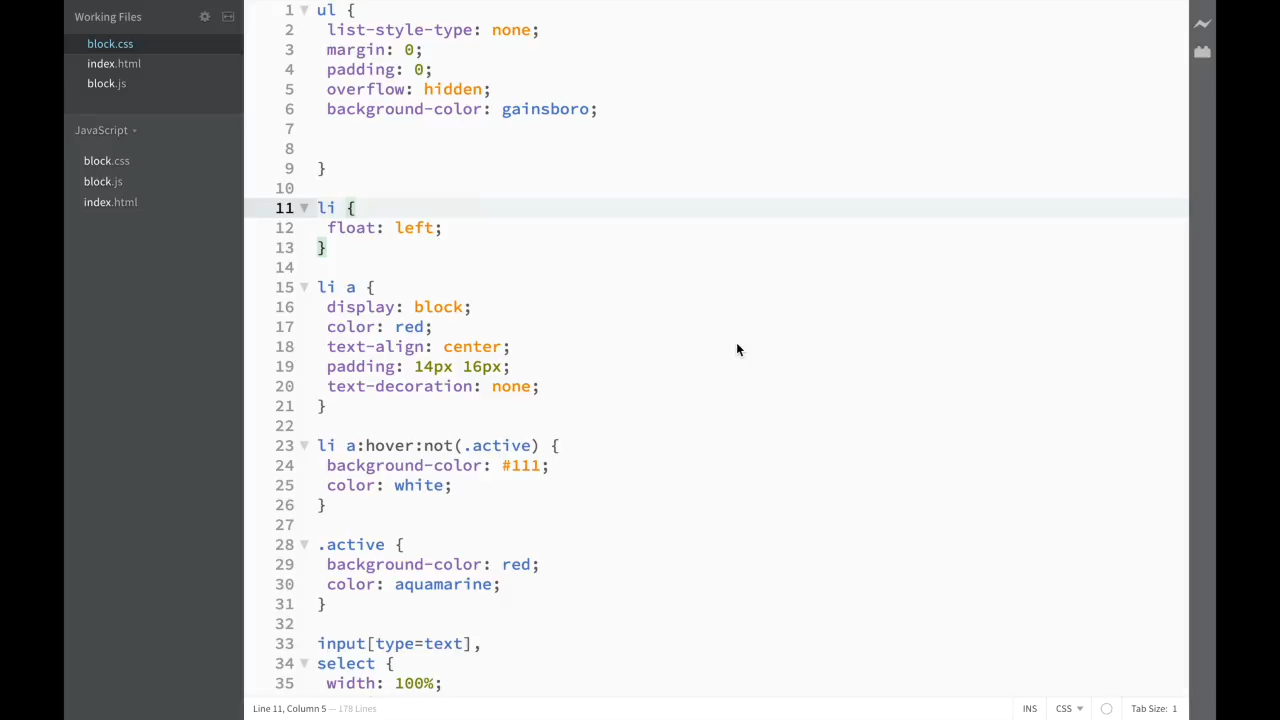 Working Files
block.css
index.html
block.js
JavaScript
block.css
block.js
index.html
1 ul {
2 list-style-type: none;
3 margin: 0;
4 padding: 0;
5 overflow: hidden;
6 background-color: gainsboro;
7
8
9 }
10
11 li {
12 float: left;
13 }
14
15 li a {
16 display: block;
17 color: red;
18 text-align: center;
19 padding: 14px 16px;
20 text-decoration: none;
21 }
22
23 li a:hover:not(.active) {
24 background-color: #111;
25 color: white;
26 }
27
28 .active {
29 background-color: red;
30 color: aquamarine;
31 }
32
33 input[type=text],
34 select {
35 width: 100%;
Line 11, Column 5 — 178 Lines
INS CSS Tab Size: 1